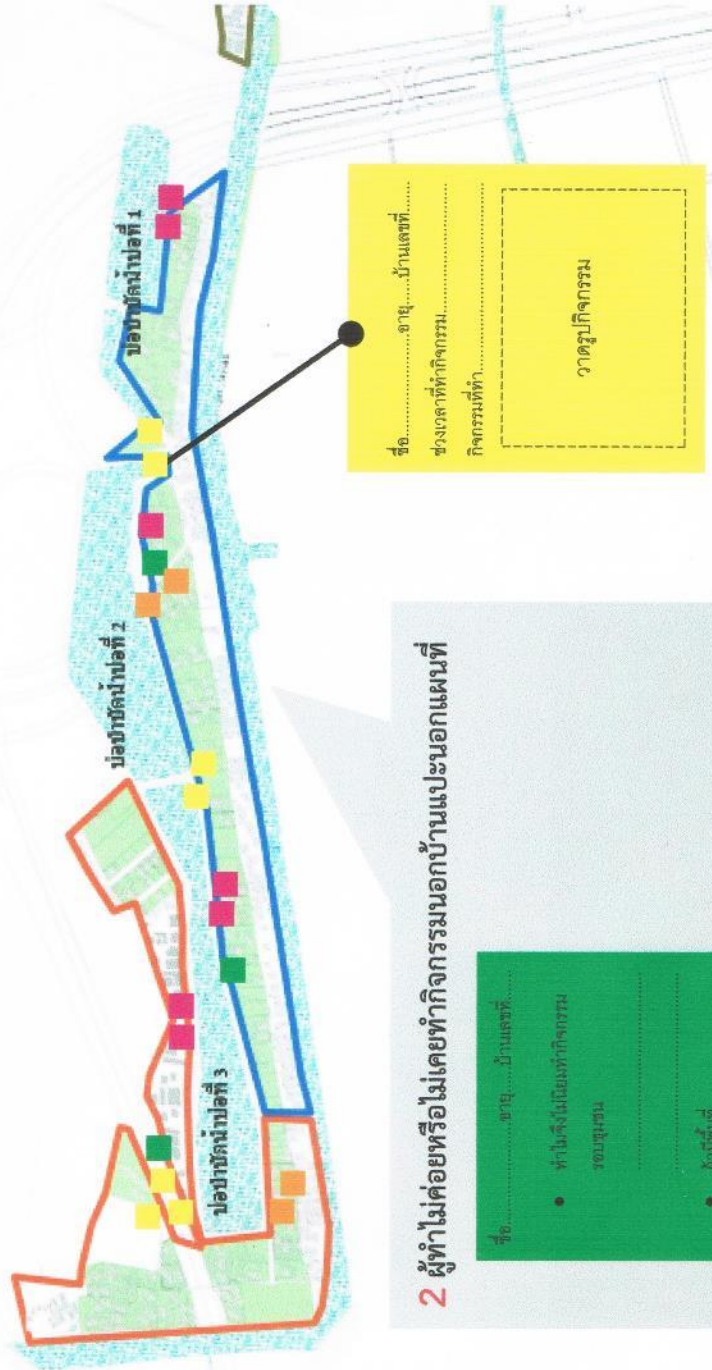 บ่อบำบัดน้ำบ่อที่ 1
บ่อบำบัดน้ำบ่อที่ 2
บ่อบำบัดน้ำบ่อที่ 3
ชื่อ....................อายุ......บ้านเลขที่......
ช่วงเวลาที่ทำกิจกรรม........................
กิจกรรมที่ทำ....................................
วาดรูปกิจกรรม
2 ผู้ทำไม่ค่อยหรือไม่เคยทำกิจกรรมนอกบ้านแปะนอกแผนที่
ชื่อ....................อายุ......บ้านเลขที่......
• ทำไมจึงไม่นิยมทำกิจกรรม
รอบชุมชน